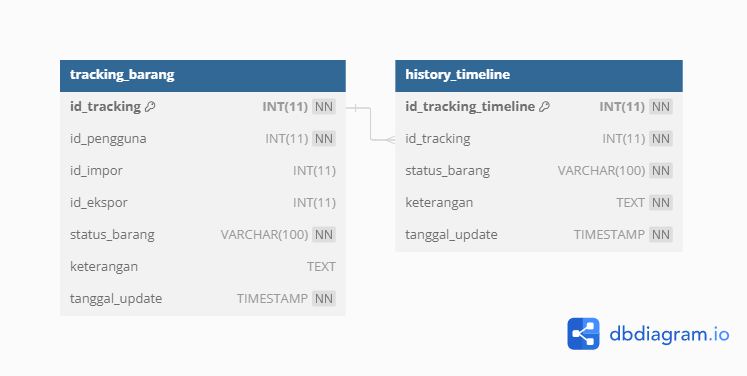 tracking_barang
id_tracking INT(11) NN
id_pengguna INT(11) NN
id_impor INT(11)
id_ekspor INT(11)
status_barang VARCHAR(100) NN
keterangan TEXT
tanggal_update TIMESTAMP NN
history_timeline
id_tracking_timeline INT(11) NN
id_tracking INT(11) NN
status_barang VARCHAR(100) NN
keterangan TEXT NN
tanggal_update TIMESTAMP NN
dbdiagram.io